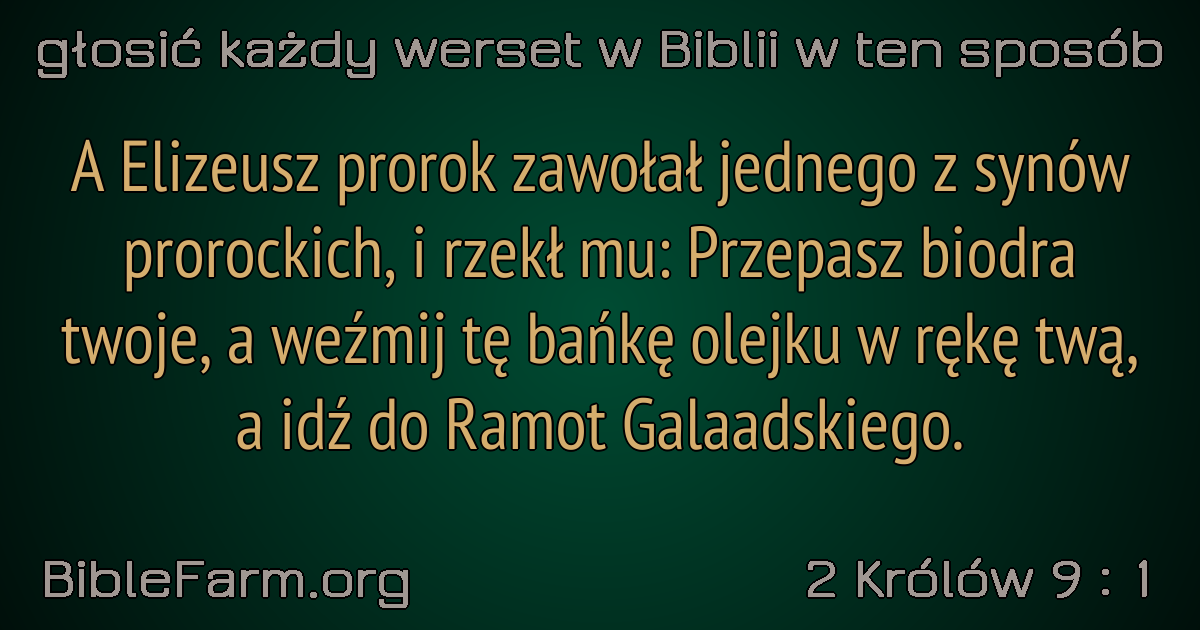 głosić każdy werset w Biblii w ten sposób
A Elizeusz prorok zawołał jednego z synów
prorockich, i rzekł mu: Przepasz biodra
twoje, a weźmij tę bańkę olejku w rękę twą,
a idź do Ramot Galaadskiego.
BibleFarm.org
2 Królów 9 : 1